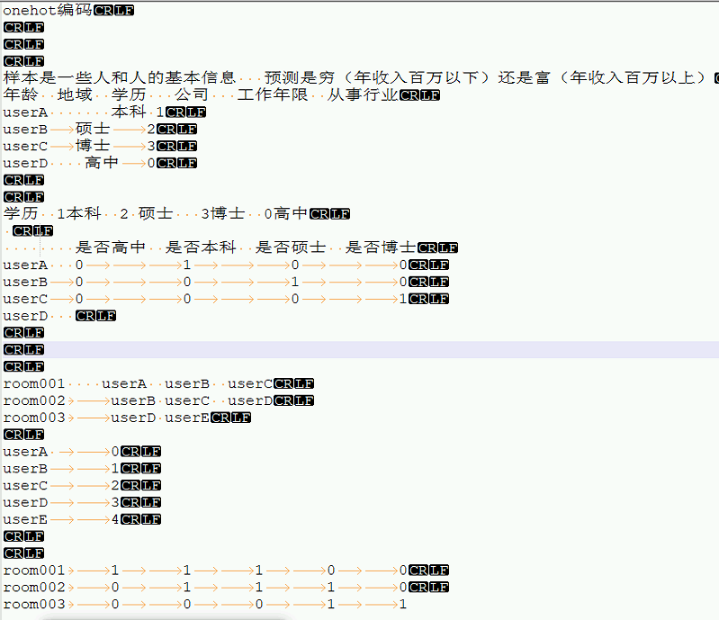 onehot编码CRLF
CRLF
CRLF
CRLF
样本是一些人和人的基本信息 预测是穷（年收入百万以下）还是富（年收入百万以上）
年龄 地域 学历 公司 工作年限 从事行业CRLF
userA 本科 1CRLF
userB 硕士 2CRLF
userC 博士 3CRLF
userD 高中 0CRLF
CRLF
CRLF
学历 1本科 2 硕士 3博士 0高中CRLF
CRLF
是否高中 是否本科 是否硕士 是否博士CRLF
userA 0 1 0 0CRLF
userB 0 0 1 0CRLF
userC 0 0 0 1CRLF
userD CRLF
CRLF
CRLF
CRLF
room001 userA userB userCCRLF
room002 userB userC userDCRLF
room003 userD userECRLF
CRLF
userA 0CRLF
userB 1CRLF
userC 2CRLF
userD 3CRLF
userE 4CRLF
CRLF
CRLF
room001 1 1 1 0 0CRLF
room002 0 1 1 1 0CRLF
room003 0 0 0 1 1